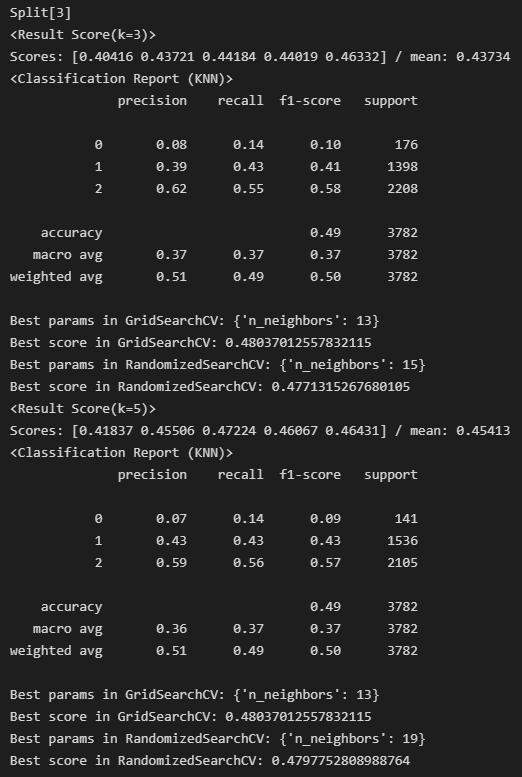 Split[3]
<Result Score(k=3)>
Scores: [0.40416 0.43721 0.44184 0.44019 0.46332] / mean: 0.43734
<Classification Report (KNN)>
precision recall f1-score support
0 0.08 0.14 0.10 176
1 0.39 0.43 0.41 1398
2 0.62 0.55 0.58 2208
accuracy 0.49 3782
macro avg 0.37 0.37 0.37 3782
weighted avg 0.51 0.49 0.50 3782
Best params in GridSearchCV: {'n_neighbors': 13}
Best score in GridSearchCV: 0.48037012557832115
Best params in RandomizedSearchCV: {'n_neighbors': 15}
Best score in RandomizedSearchCV: 0.4771315267680105
<Result Score(k=5)>
Scores: [0.41837 0.45506 0.47224 0.46067 0.46431] / mean: 0.45413
<Classification Report (KNN)>
precision recall f1-score support
0 0.07 0.14 0.09 141
1 0.43 0.43 0.43 1536
2 0.59 0.56 0.57 2105
accuracy 0.49 3782
macro avg 0.36 0.37 0.37 3782
weighted avg 0.51 0.49 0.50 3782
Best params in GridSearchCV: {'n_neighbors': 13}
Best score in GridSearchCV: 0.48037012557832115
Best params in RandomizedSearchCV: {'n_neighbors': 19}
Best score in RandomizedSearchCV: 0.4797752808988764